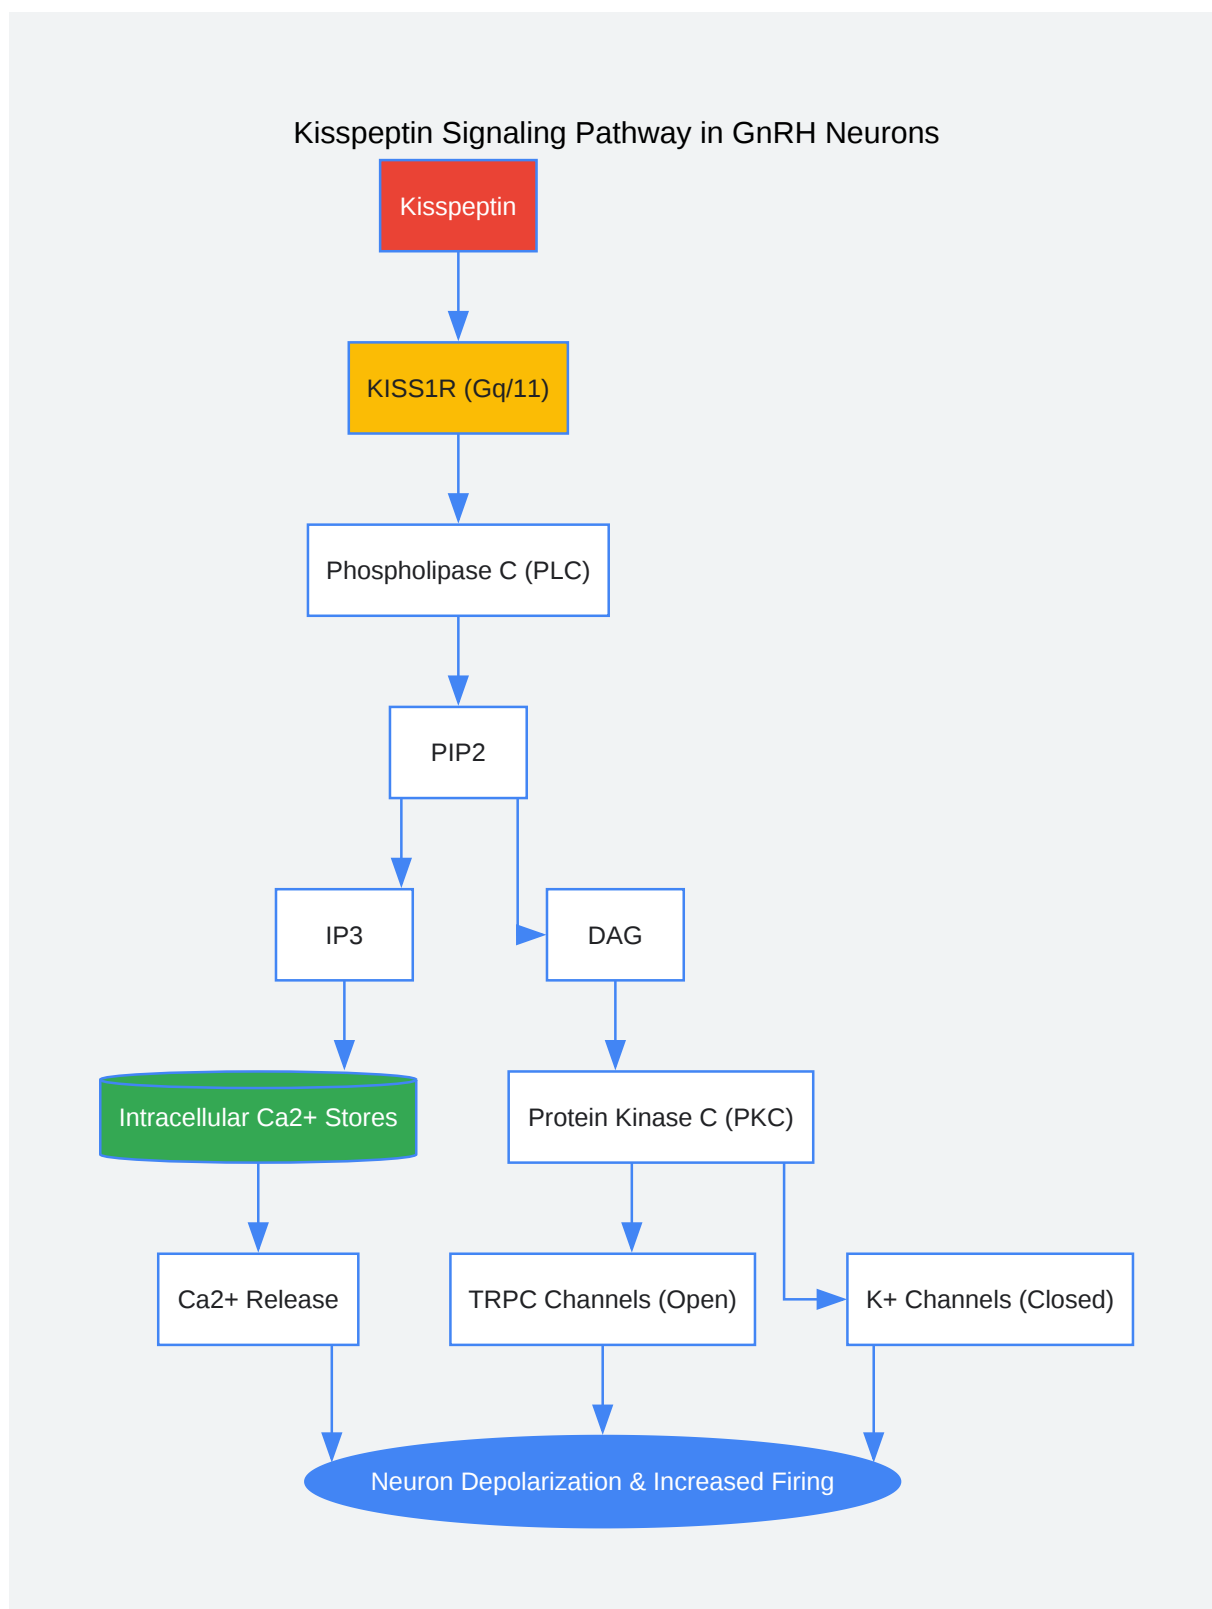 Kisspeptin Signaling Pathway in GnRH Neurons
Kisspeptin
KISS1R (Gq/11)
Phospholipase C (PLC)
PIP2
IP3
DAG
Intracellular Ca2+ Stores
Protein Kinase C (PKC)
Ca2+ Release
TRPC Channels (Open)
K+ Channels (Closed)
Neuron Depolarization & Increased Firing